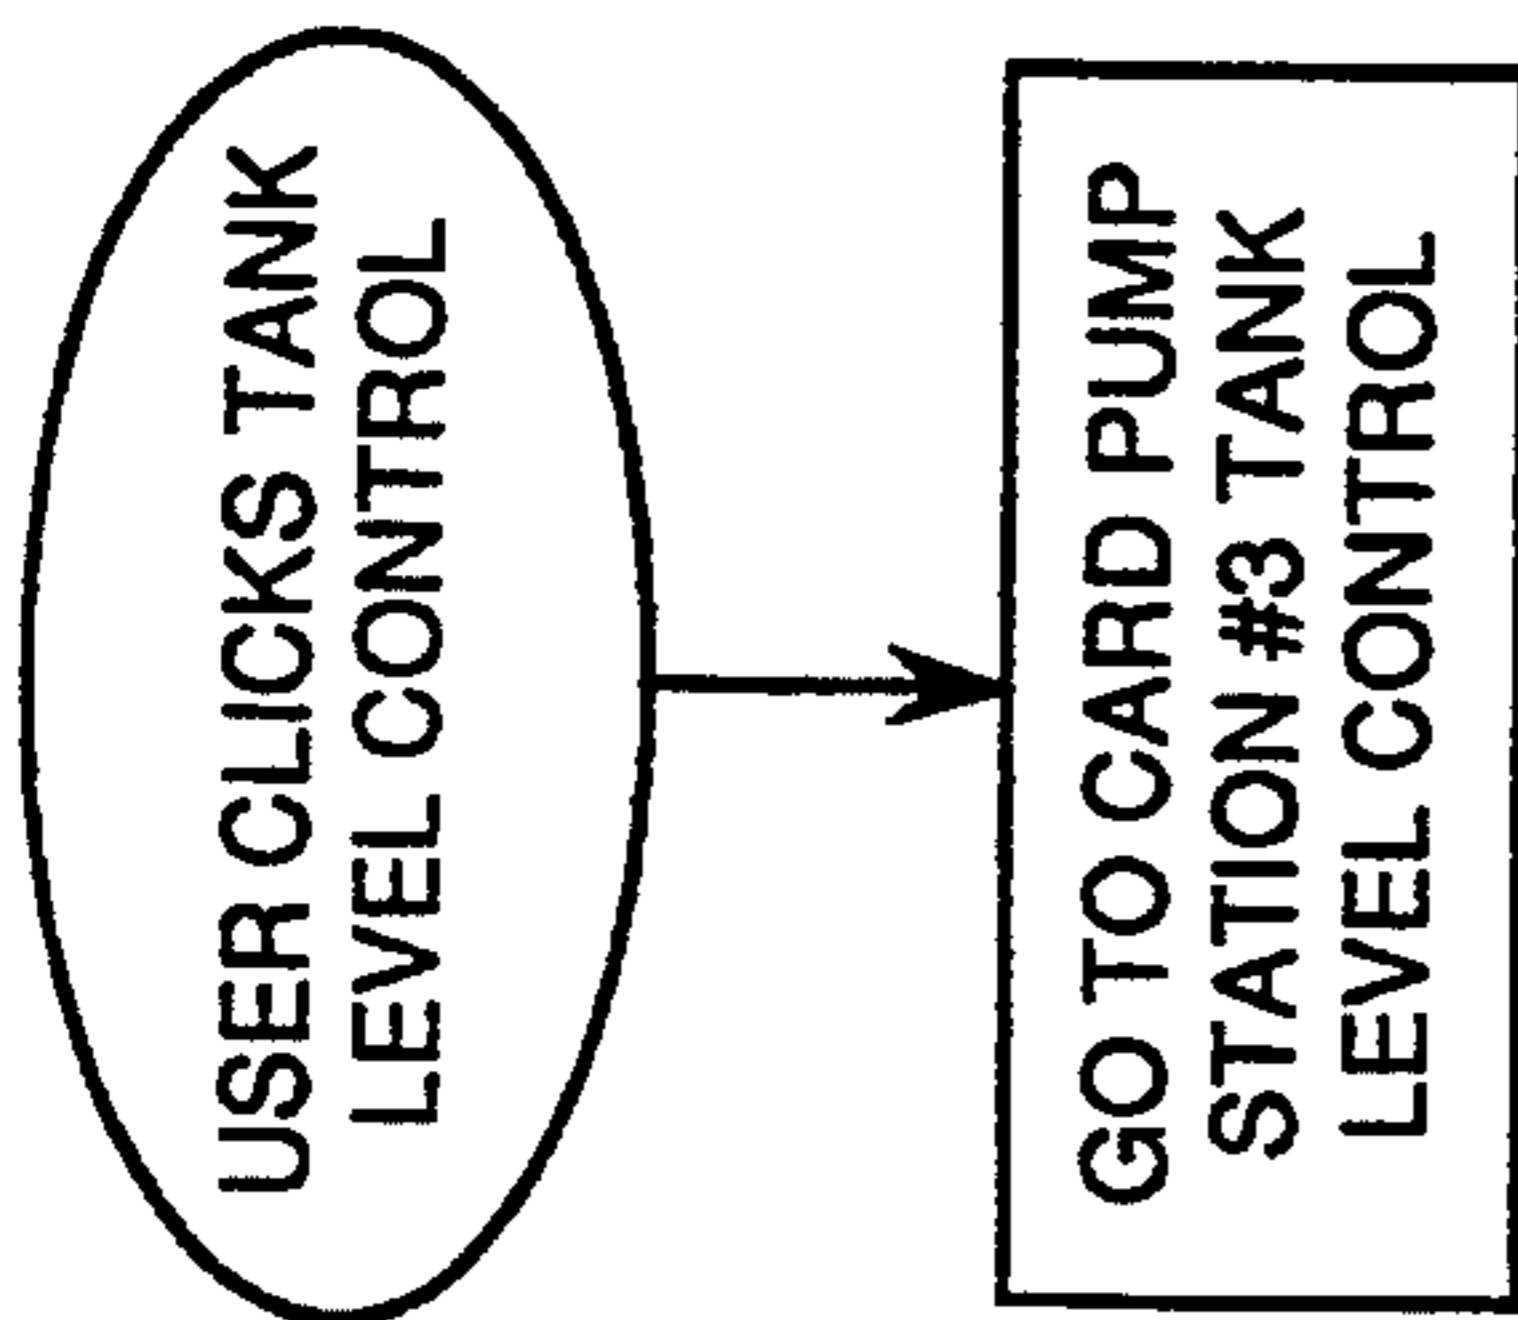 USER CLICKS TANK
LEVEL CONTROL
GO TO CARD PUMP
STATION #3 TANK
LEVEL CONTROL